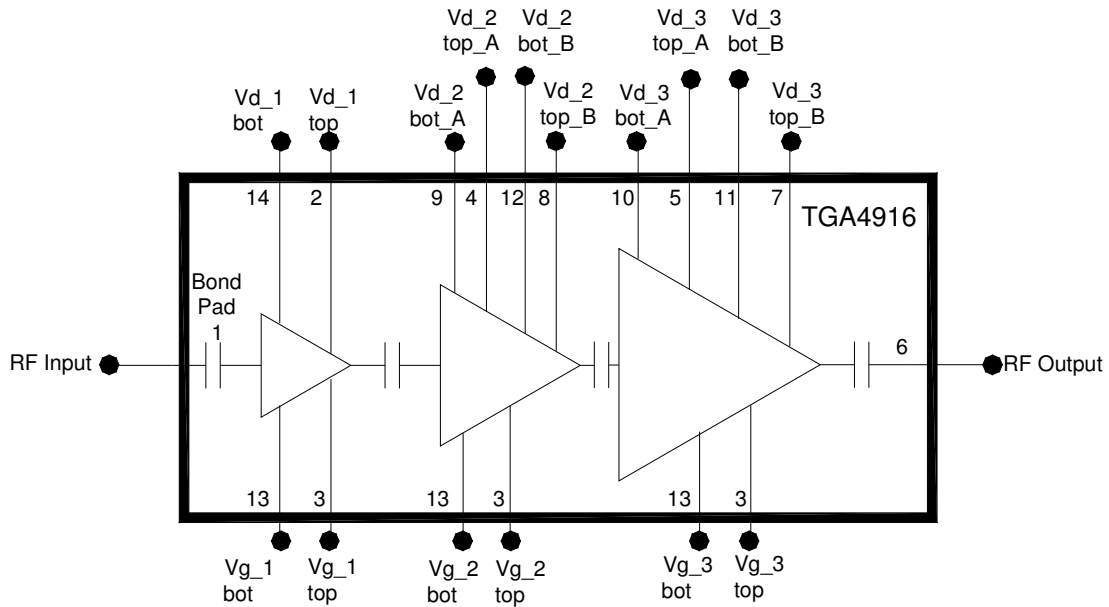 Vd_2
top_A
Vd_2
bot_B
Vd_3
top_A
Vd_3
bot_B
Vd_1
bot
Vd_1
top
Vd_2
bot_A
Vd_2
top_B
Vd_3
bot_A
Vd_3
top_B
14
2
9
4
12
8
10
5
11
7
TGA4916
Bond
Pad
1
RF Input
6
RF Output
13
3
13
3
13
3
Vg_1
bot
Vg_1
top
Vg_2
bot
Vg_2
top
Vg_3
bot
Vg_3
top